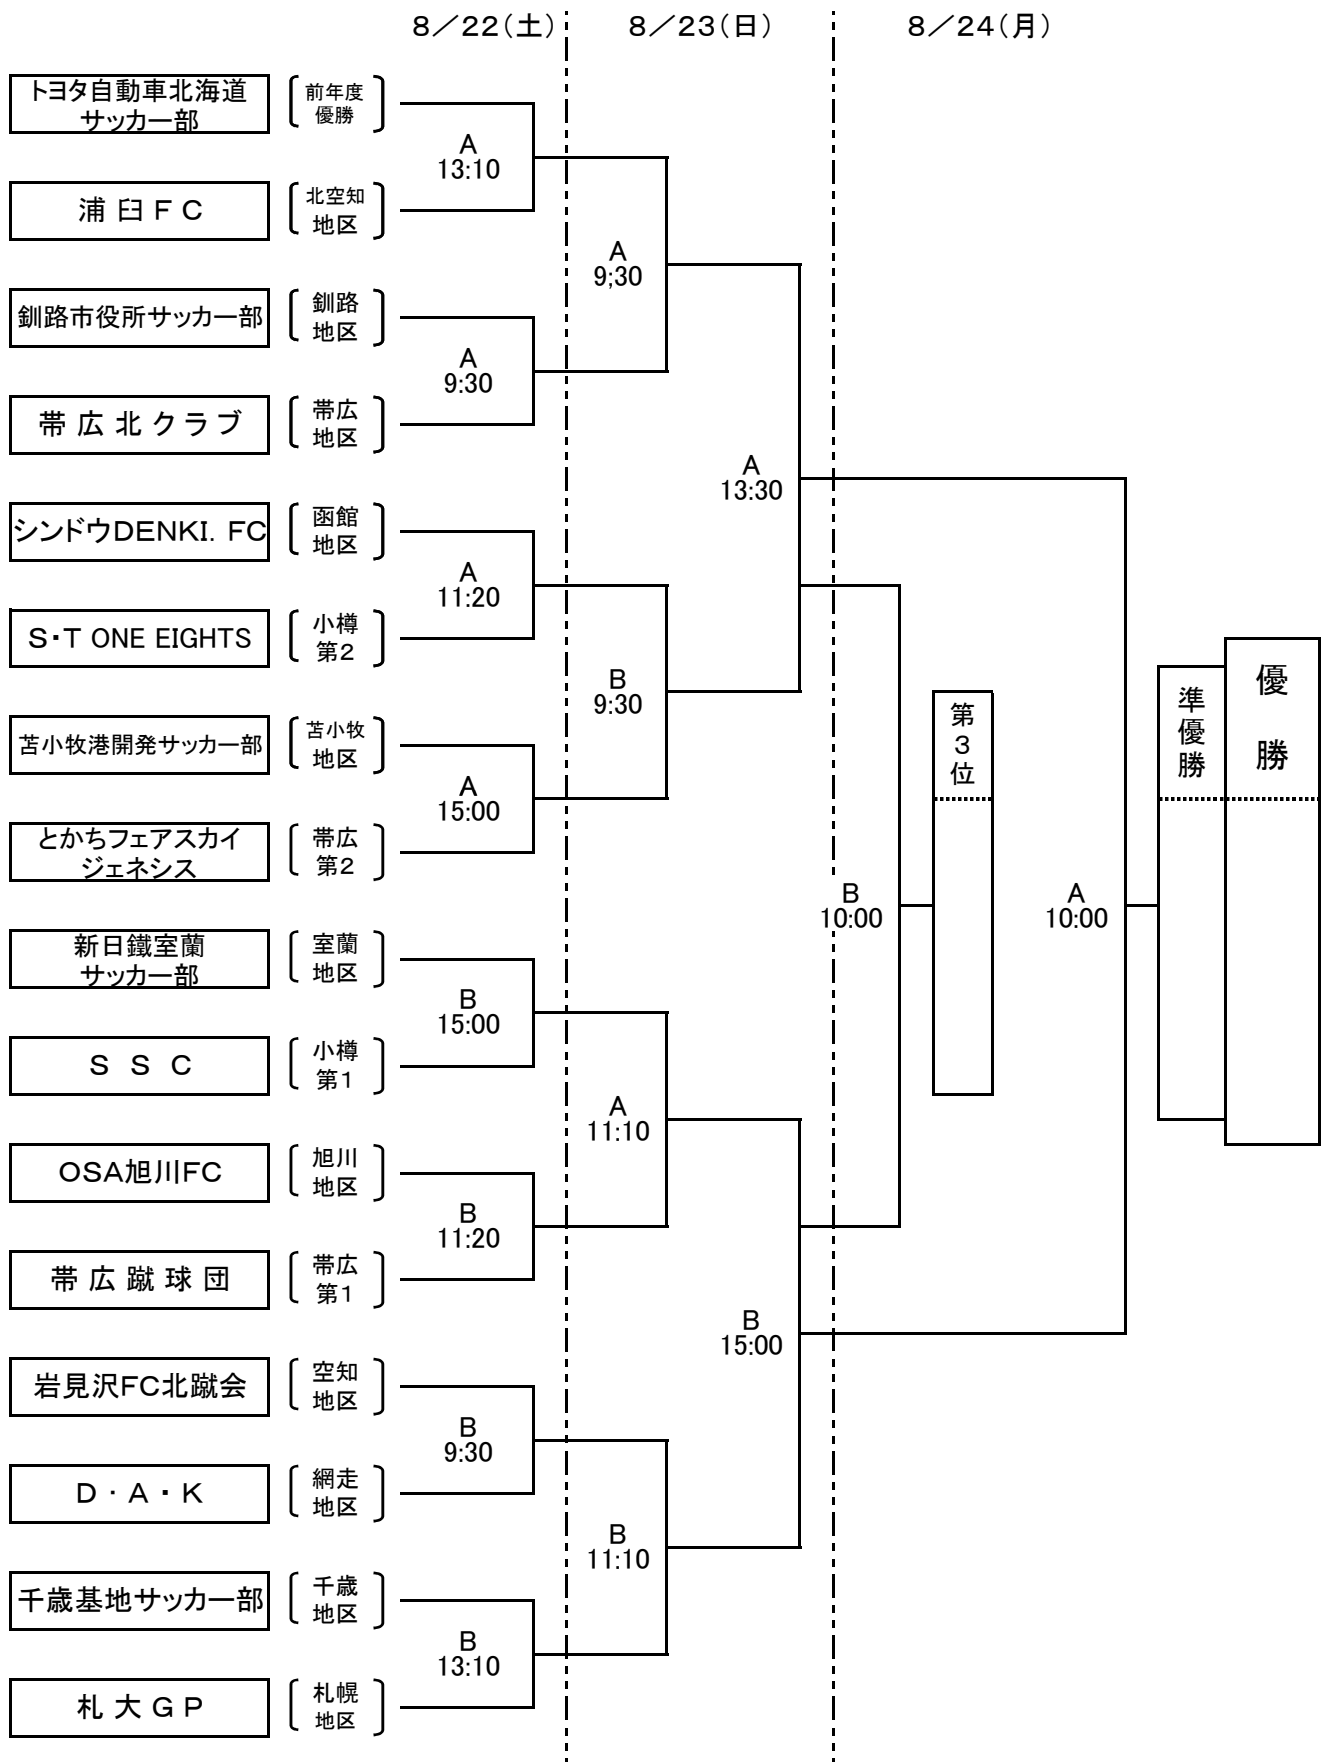 8／22(土)
8／23(日)
8／24(月)
トヨタ自動車北海道
サッカー部
前年度
優勝
A
13:10
浦 臼 F C
北空知
地区
A
9;30
釧路市役所サッカー部
釧路
地区
A
9:30
帯 広 北 ク ラ ブ
帯広
地区
A
13:30
シンドウDENKI. FC
函館
地区
A
11:20
S・T ONE EIGHTS
小樽
第2
B
9:30
苫小牧港開発サッカー部
苫小牧
地区
A
15:00
とかちフェアスカイ
ジェネシス
帯広
第2
第
3
位
準
優
勝
優
勝
B
10:00
A
10:00
新日鐵室蘭
サッカー部
室蘭
地区
B
15:00
S S C
小樽
第1
A
11:10
OSA旭川FC
旭川
地区
B
11:20
帯 広 蹴 球 団
帯広
第1
B
15:00
岩見沢FC北蹴会
空知
地区
B
9:30
D ・ A ・ K
網走
地区
B
11:10
千歳基地サッカー部
千歳
地区
B
13:10
札 大 G P
札幌
地区